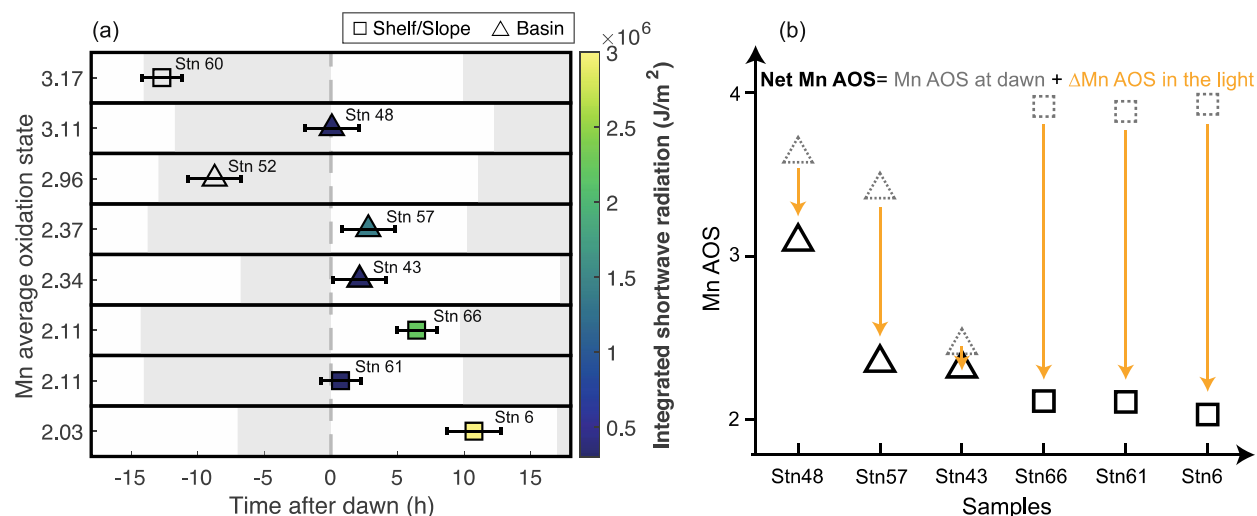 (a)
Shelf/Slope
Basin
×10⁶
3.17
3.11
2.96
2.37
2.34
2.11
2.11
2.03
Mn average oxidation state
Stn 60
Stn 48
Stn 52
Stn 57
Stn 43
Stn 66
Stn 61
Stn 6
-15
-10
-5
0
5
10
15
Time after dawn (h)
3
2.5
2
1.5
1
0.5
Integrated shortwave radiation (J/m²)
(b)
Net Mn AOS= Mn AOS at dawn + ΔMn AOS in the light
4
3
2
Mn AOS
Stn48
Stn57
Stn43
Stn66
Stn61
Stn6
Samples